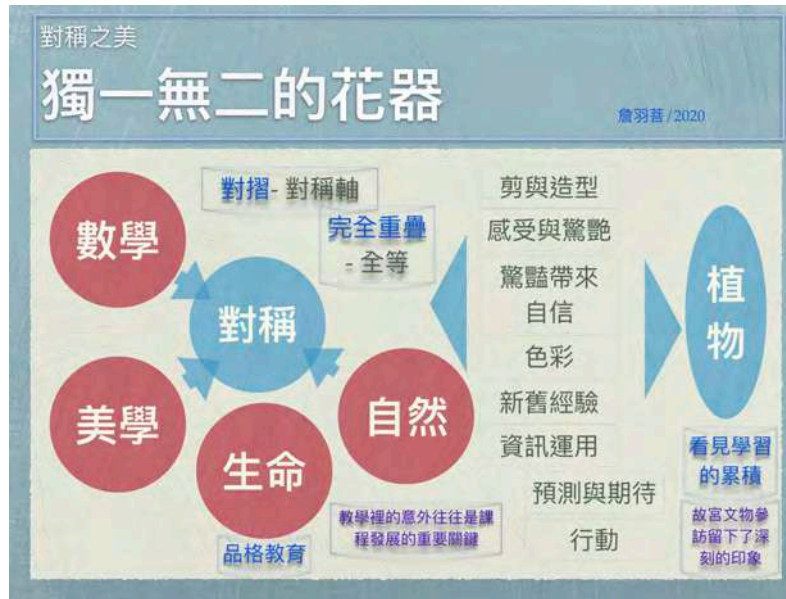 對稱之美
獨一無二的花器
詹羽菩/2020
數學
對摺- 對稱軸
完全重疊
- 全等
對稱
美學
生命
自然
品格教育
教學裡的意外往往是課
程發展的重要關鍵
剪與造型
感受與驚艷
驚豔帶來
自信
色彩
新舊經驗
資訊運用
預測與期待
行動
植
物
看見學習
的累積
故宮文物參
訪留下了深
刻的印象